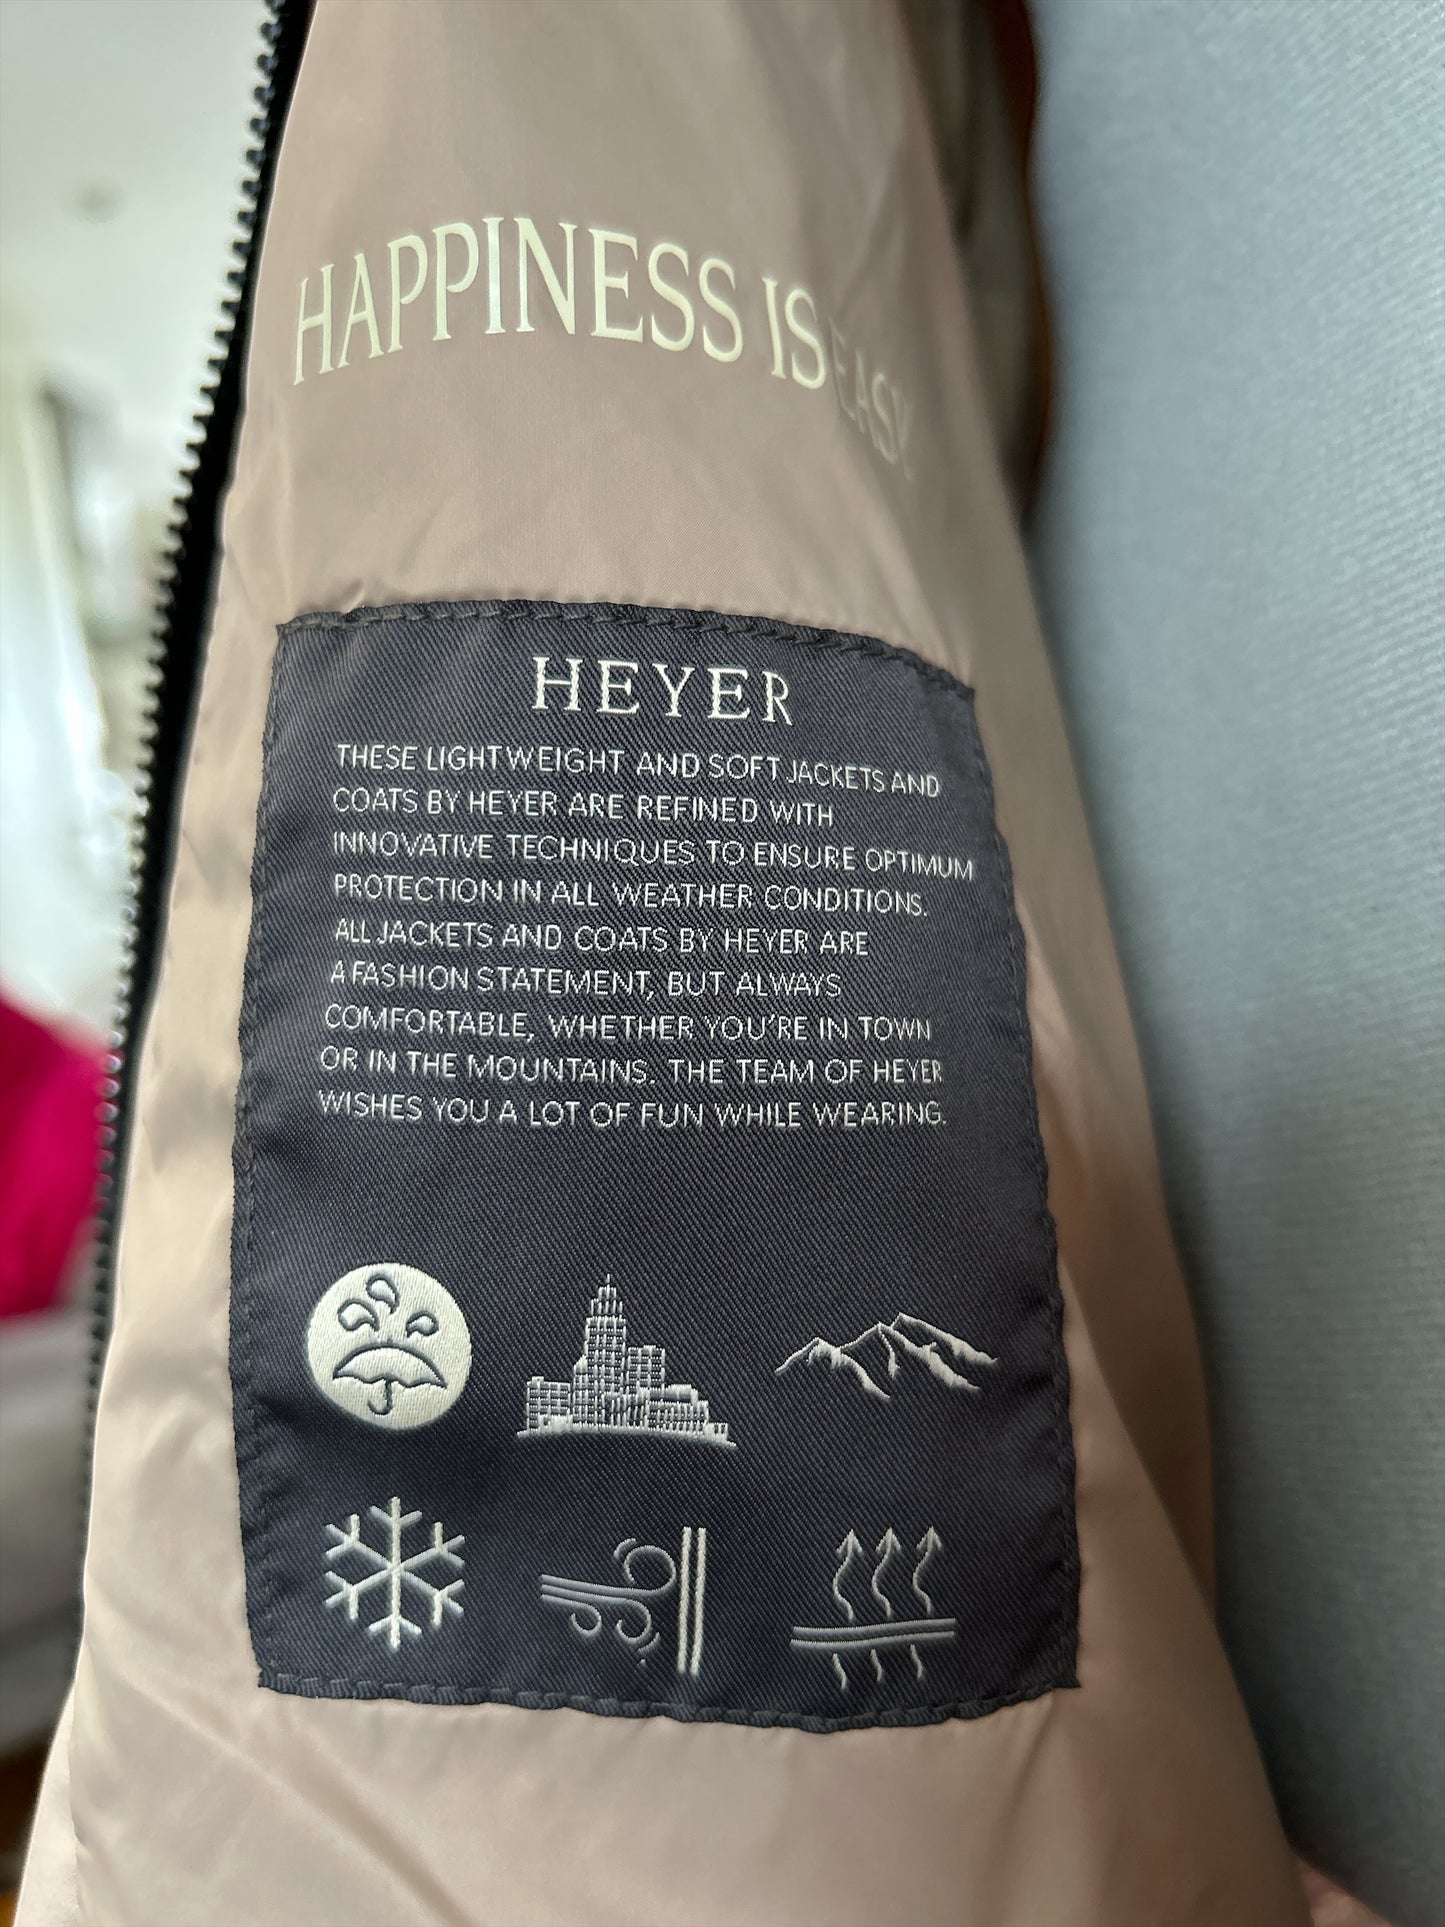 HAPPINESS IS EASY
HEYER
THESE LIGHTWEIGHT AND SOFT JACKETS AND
COATS BY HEYER ARE REFINED WITH
INNOVATIVE TECHNIQUES TO ENSURE OPTIMUM
PROTECTION IN ALL WEATHER CONDITIONS.
ALL JACKETS AND COATS BY HEYER ARE
A FASHION STATEMENT, BUT ALWAYS
COMFORTABLE, WHETHER YOU'RE IN TOWN
OR IN THE MOUNTAINS. THE TEAM OF HEYER
WISHES YOU A LOT OF FUN WHILE WEARING.